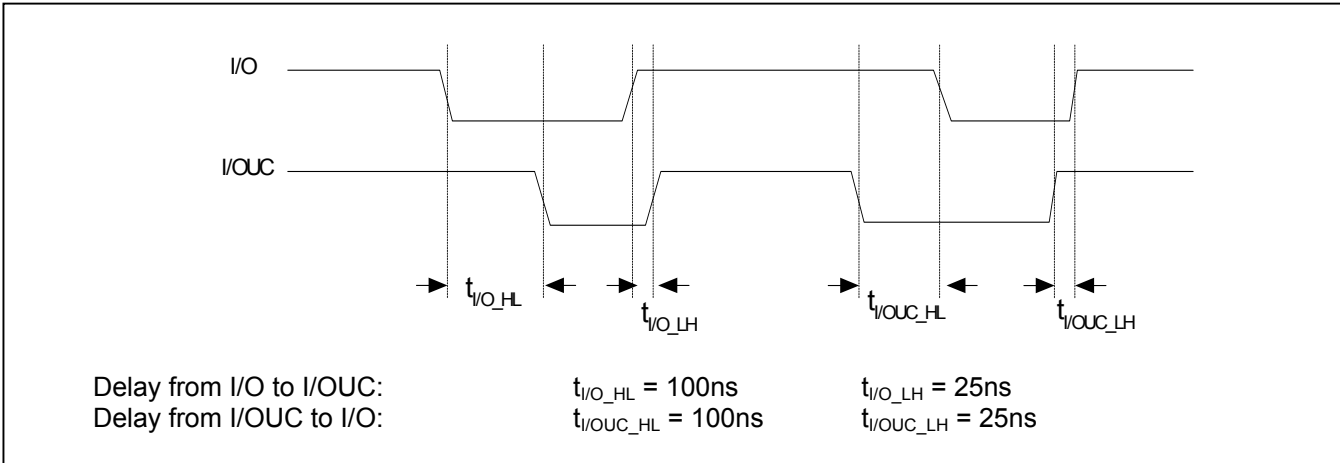 I/O
I/OUC
tI/O_HL
tI/O_LH
tI/OUC_HL
tI/OUC_LH
Delay from I/O to I/OUC: tI/O_HL = 100ns tI/O_LH = 25ns
Delay from I/OUC to I/O: tI/OUC_HL = 100ns tI/OUC_LH = 25ns